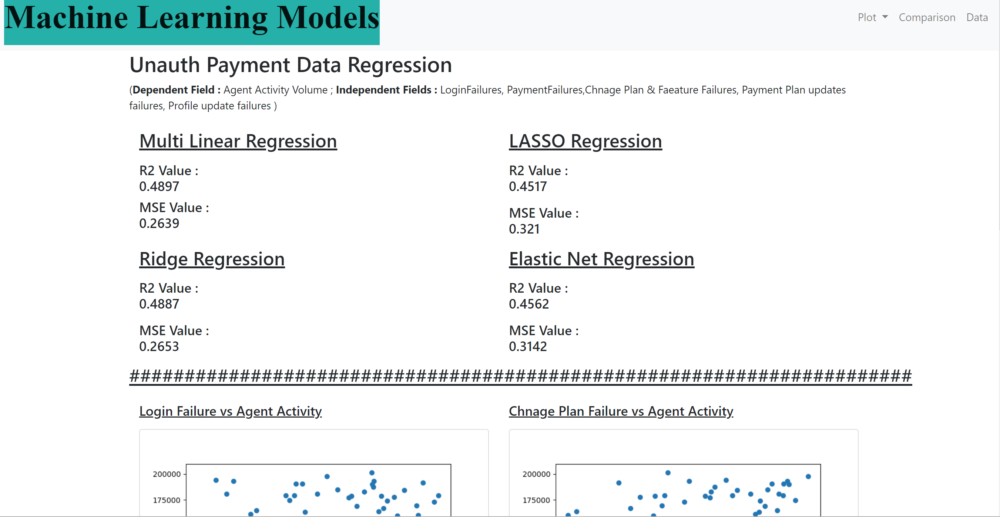 Machine Learning Models
Plot Comparison Data
Unauth Payment Data Regression
(Dependent Field : Agent Activity Volume ; Independent Fields : LoginFailures, PaymentFailures,Chnage Plan & Faeature Failures, Payment Plan updates
failures, Profile update failures )
Multi Linear Regression
R2 Value :
0.4897
MSE Value :
0.2639
LASSO Regression
R2 Value :
0.4517
MSE Value :
0.321
Ridge Regression
R2 Value :
0.4887
MSE Value :
0.2653
Elastic Net Regression
R2 Value :
0.4562
MSE Value :
0.3142
#######################################################################
Login Failure vs Agent Activity
200000
175000
Chnage Plan Failure vs Agent Activity
200000
175000